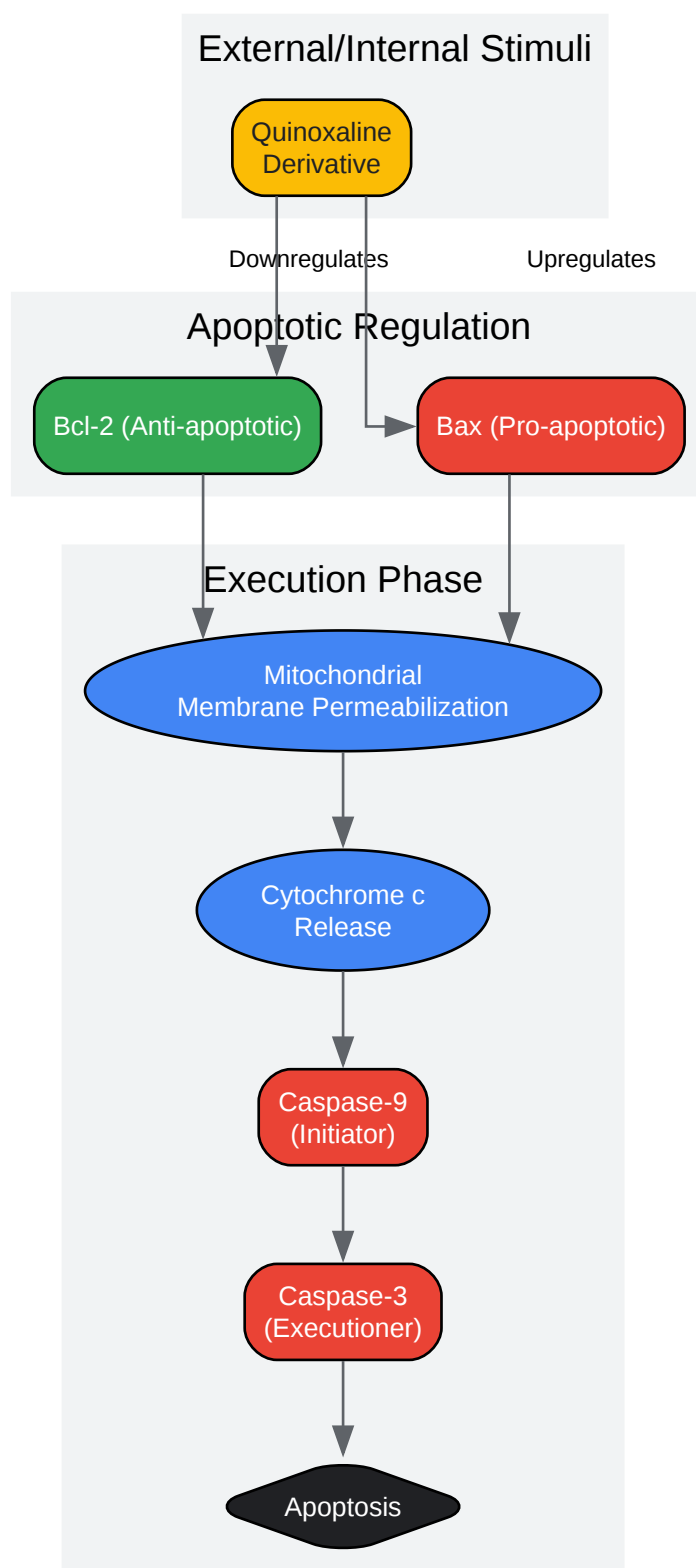 External/Internal Stimuli
Quinoxaline
Derivative
Downregulates
Upregulates
Apoptotic Regulation
Bcl-2 (Anti-apoptotic)
Bax (Pro-apoptotic)
Execution Phase
Mitochondrial
Membrane Permeabilization
Cytochrome c
Release
Caspase-9
(Initiator)
Caspase-3
(Executioner)
Apoptosis